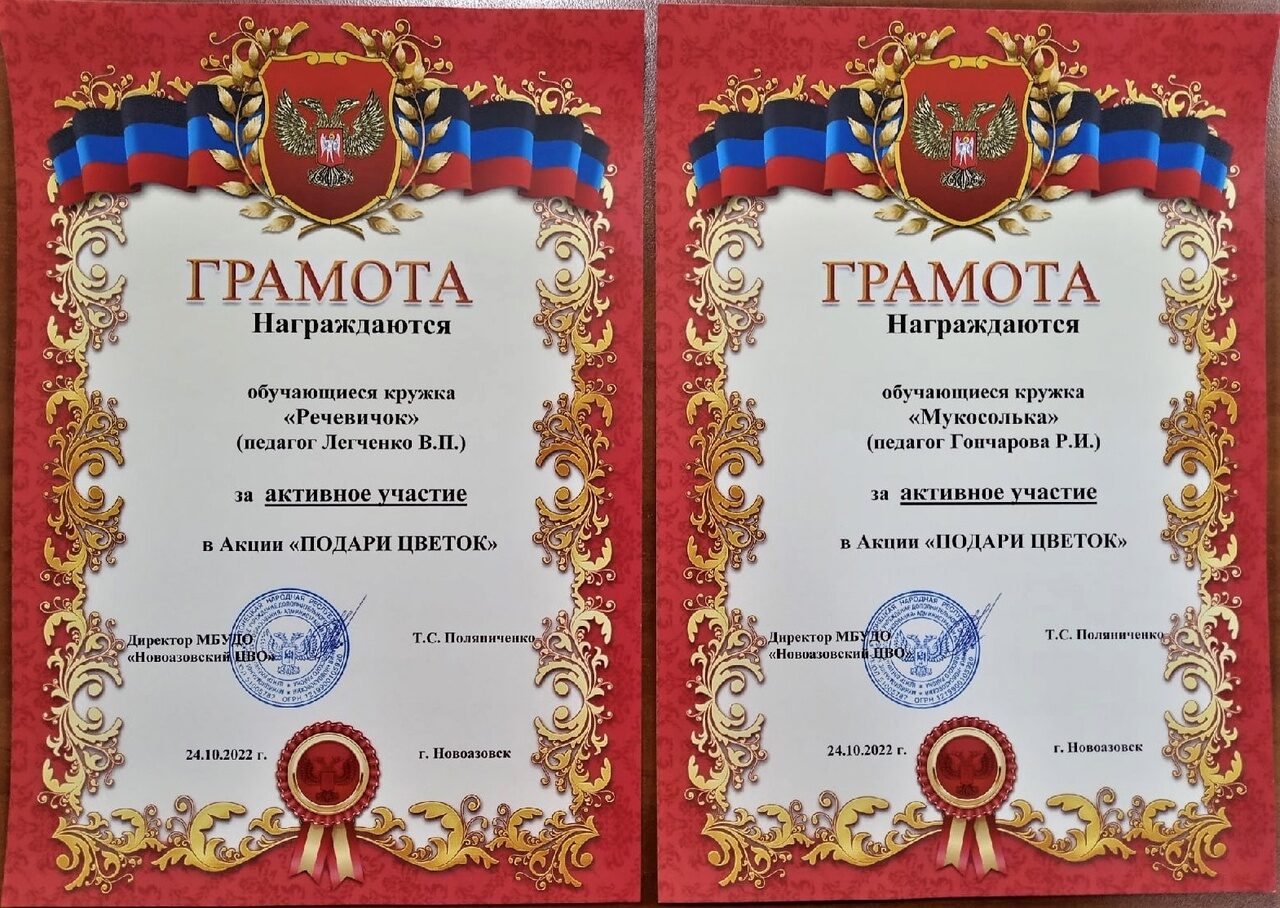 ГРАМОТА
Награждаются
обучающиеся кружка
«Речевичок»
(педагог Легченко В.П.)
за активное участие
в Акции «ПОДАРИ ЦВЕТОК»
Директор МБУДО
«Новоазовский ЦВО»
Т.С. Поляниченко
24.10.2022 г.
г. Новоазовск
ГРАМОТА
Награждаются
обучающиеся кружка
«Мукосолька»
(педагог Гончарова Р.И.)
за активное участие
в Акции «ПОДАРИ ЦВЕТОК»
Директор МБУДО
«Новоазовский ЦВО»
Т.С. Поляниченко
24.10.2022 г.
г. Новоазовск